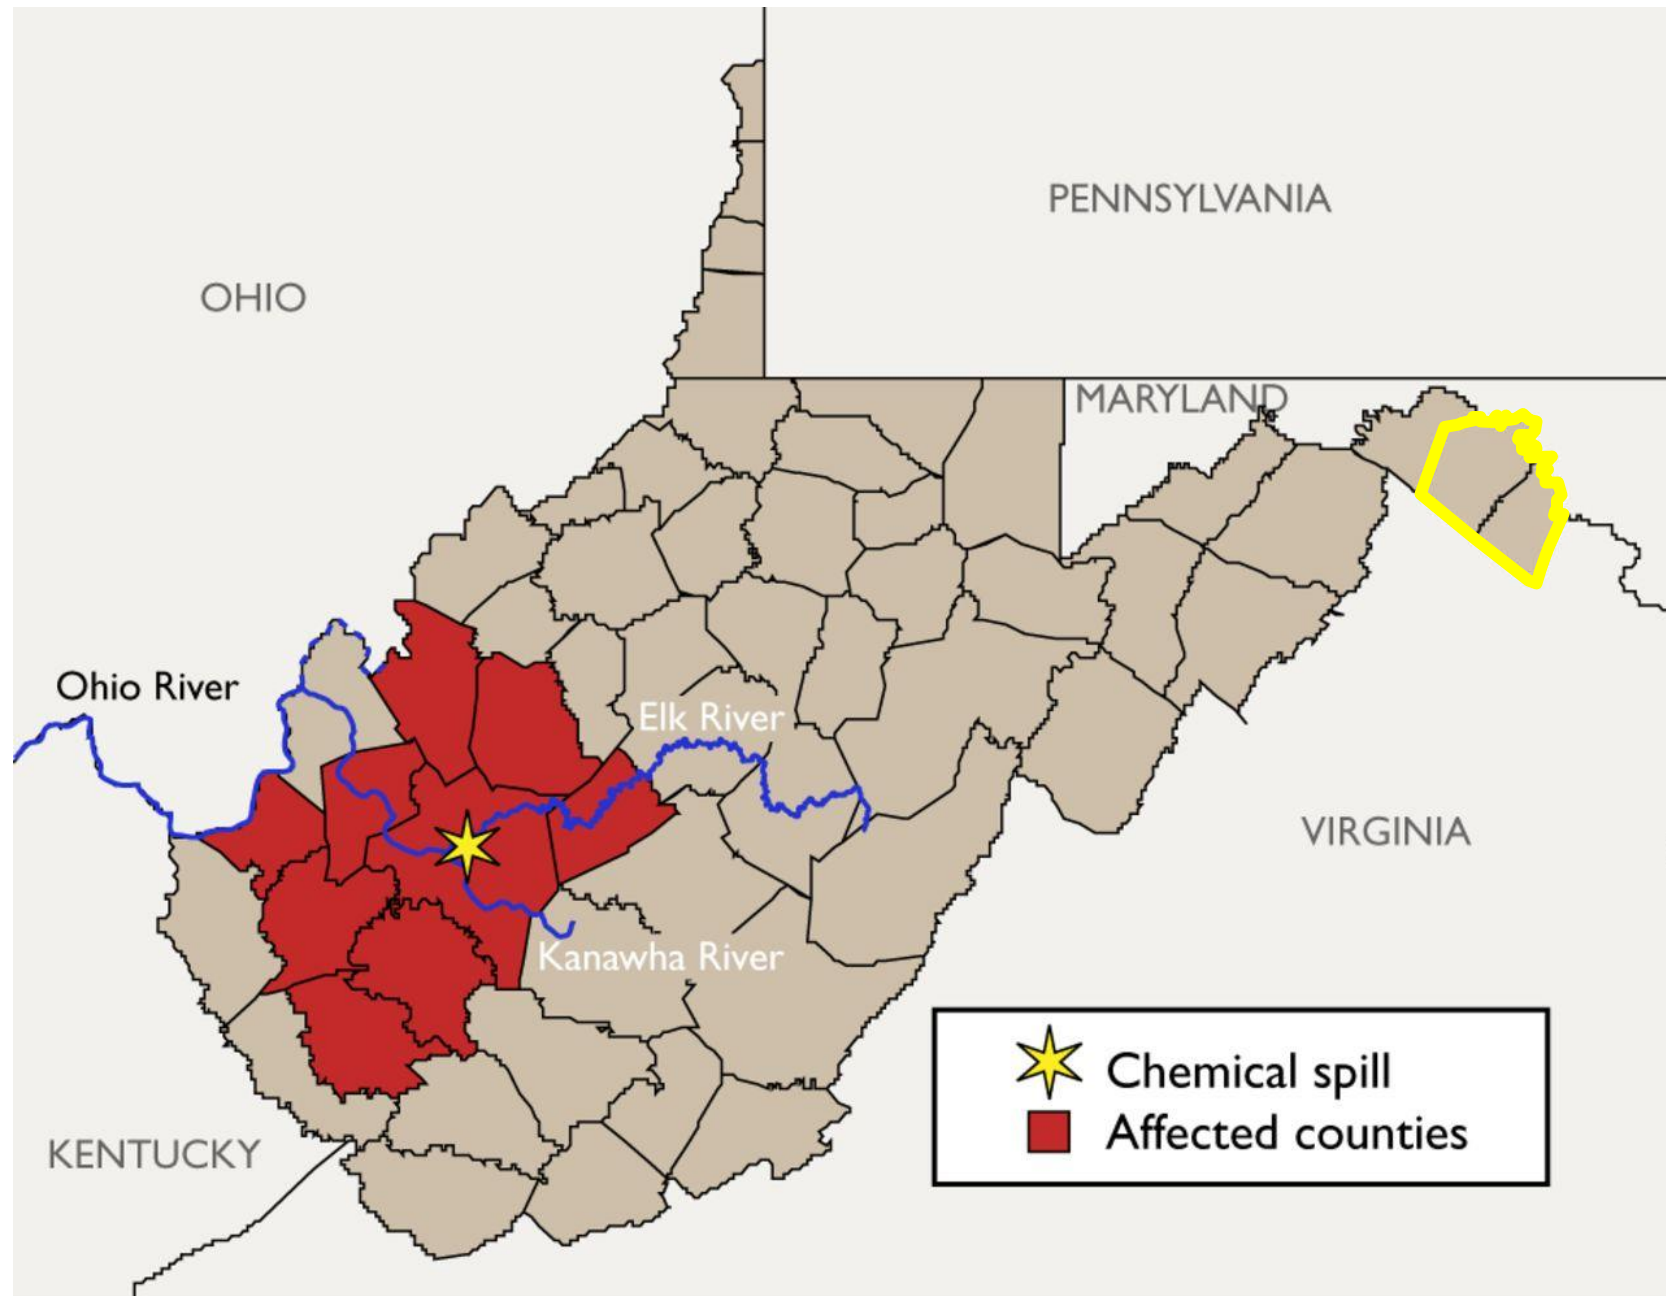 PENNSYLVANIA
OHIO
MARYLAND
Ohio River
Elk River
VIRGINIA
Kanawha River
Chemical spill
Affected counties
KENTUCKY